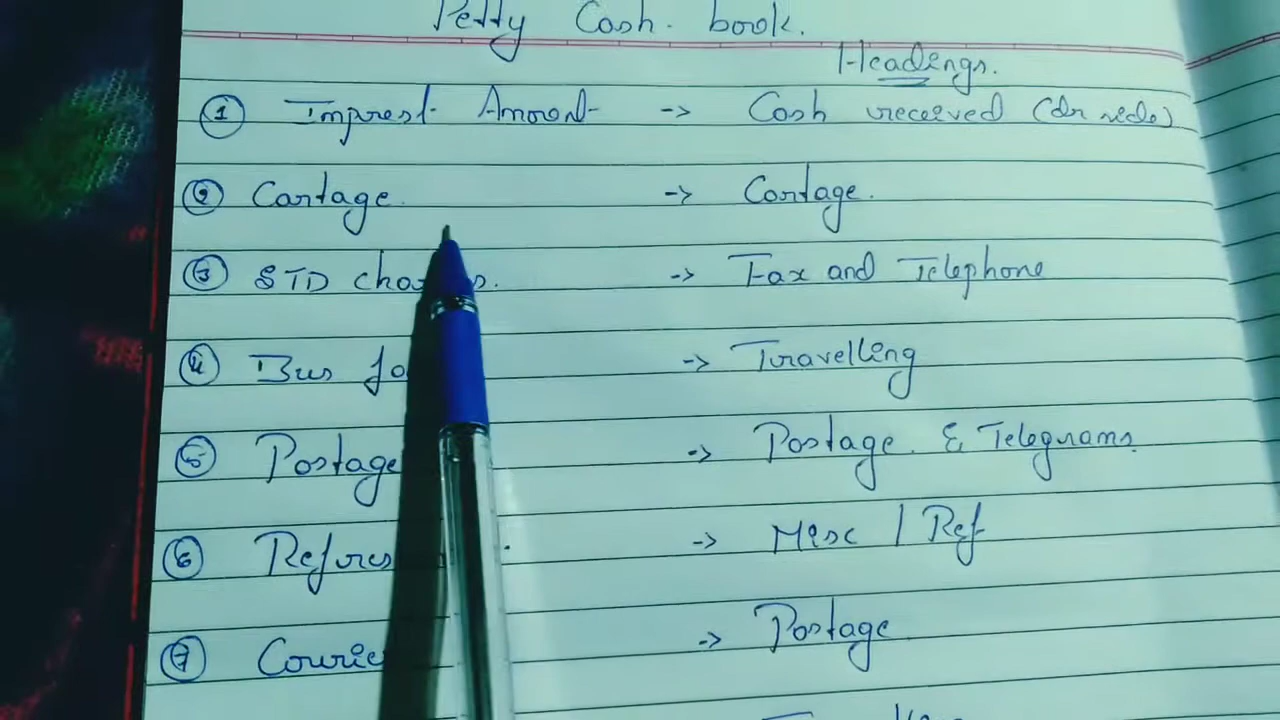 Petty Cash book.
Headings.
① Imprest Amount -> Cash received (dr side)
② Cartage. -> Cartage.
③ STD -> Fax and Telephone
④ Bus -> Travelling
⑤ Postage -> Postage & Telegrams.
⑥ -> Misc / Ref
⑦ -> Postage